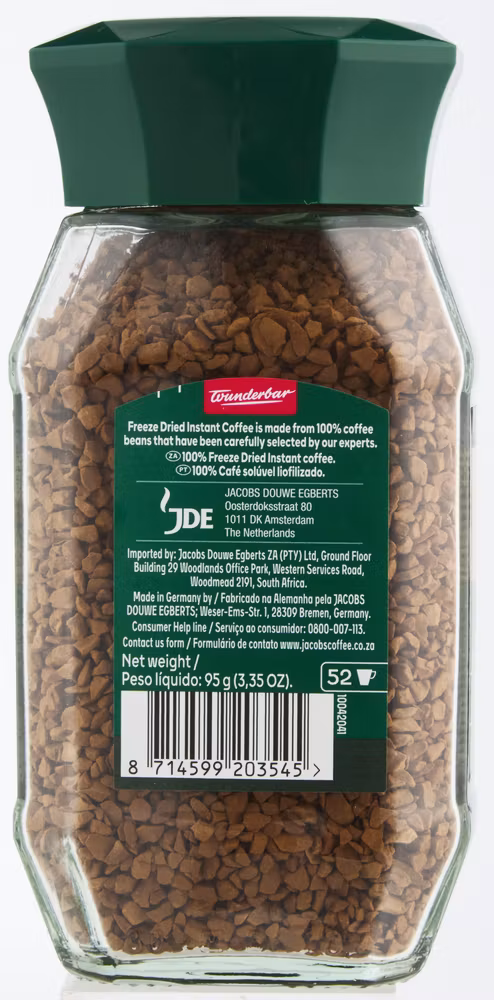 Wunderbar
Freeze Dried Instant Coffee is made from 100% coffee
beans that have been carefully selected by our experts.
ZA 100% Freeze Dried Instant coffee.
PT 100% Café solúvel liofilizado.
JDE
JACOBS DOUWE EGBERTS
Oosterdoksstraat 80
1011 DK Amsterdam
The Netherlands
Imported by: Jacobs Douwe Egberts ZA (PTY) Ltd, Ground Floor
Building 29 Woodlands Office Park, Western Services Road,
Woodmead 2191, South Africa.
Made in Germany by / Fabricado na Alemanha pela JACOBS
DOUWE EGBERTS; Weser-Ems-Str. 1, 28309 Bremen, Germany.
Consumer Help line / Serviço ao consumidor: 0800-007-113.
Contact us form / Formulário de contato www.jacobscoffee.co.za
Net weight /
Peso líquido: 95 g (3,35 OZ).
52
10042041
8 714599 203545 >